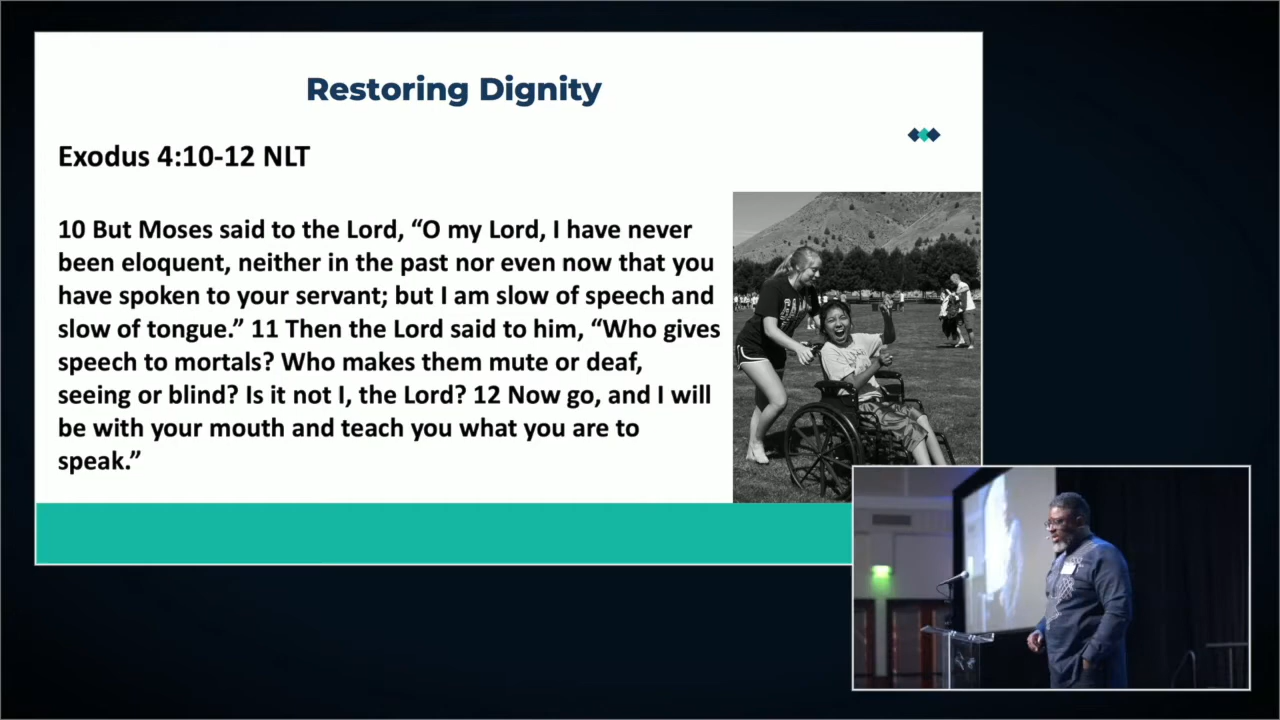 Restoring Dignity
Exodus 4:10-12 NLT
10 But Moses said to the Lord, “O my Lord, I have never
been eloquent, neither in the past nor even now that you
have spoken to your servant; but I am slow of speech and
slow of tongue.” 11 Then the Lord said to him, “Who gives
speech to mortals? Who makes them mute or deaf,
seeing or blind? Is it not I, the Lord? 12 Now go, and I will
be with your mouth and teach you what you are to
speak.”